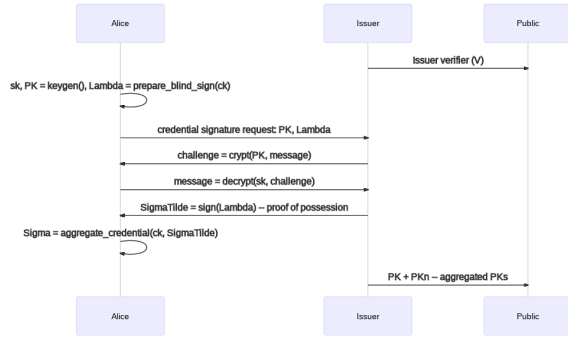 Alice Issuer Public
Issuer verifier (V)
sk, PK = keygen(), Lambda = prepare_blind_sign(ck)
credential signature request: PK, Lambda
challenge = crypt(PK, message)
message = decrypt(sk, challenge)
SigmaTilde = sign(Lambda) – proof of possession
Sigma = aggregate_credential(ck, SigmaTilde)
PK + PKn – aggregated PKs
Alice Issuer Public